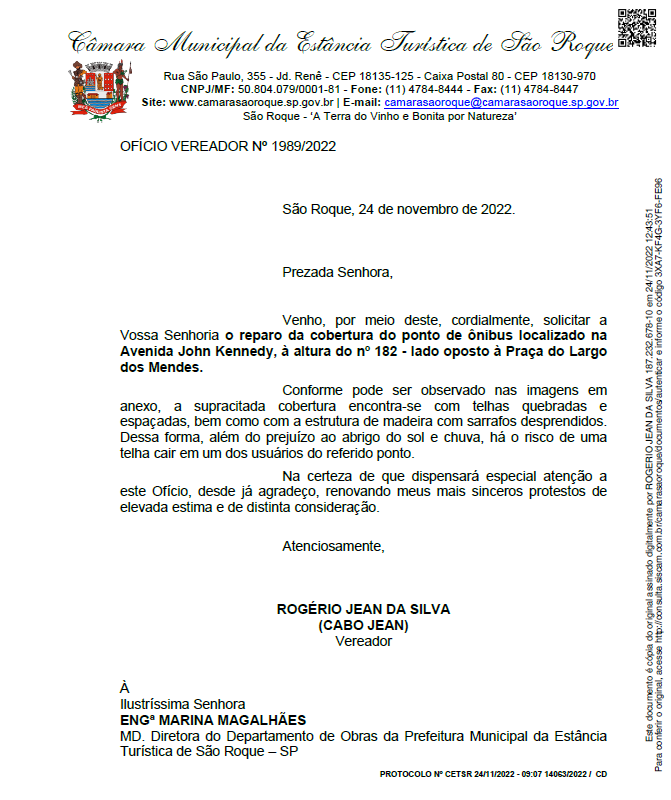 Câmara Municipal da Estância Turística de São Roque
Rua São Paulo, 355 - Jd. Renê - CEP 18135-125 - Caixa Postal 80 - CEP 18130-970
CNPJ/MF: 50.804.079/0001-81 - Fone: (11) 4784-8444 - Fax: (11) 4784-8447
Site: www.camarasaoroque.sp.gov.br | E-mail: camarasaoroque@camarasaoroque.sp.gov.br
São Roque - ‘A Terra do Vinho e Bonita por Natureza’
OFÍCIO VEREADOR Nº 1989/2022
São Roque, 24 de novembro de 2022.
Prezada Senhora,
Venho, por meio deste, cordialmente, solicitar a
Vossa Senhoria o reparo da cobertura do ponto de ônibus localizado na
Avenida John Kennedy, à altura do nº 182 - lado oposto à Praça do Largo
dos Mendes.
Conforme pode ser observado nas imagens em
anexo, a supracitada cobertura encontra-se com telhas quebradas e
espaçadas, bem como com a estrutura de madeira com sarrafos desprendidos.
Dessa forma, além do prejuízo ao abrigo do sol e chuva, há o risco de uma
telha cair em um dos usuários do referido ponto.
Na certeza de que dispensará especial atenção a
este Ofício, desde já agradeço, renovando meus mais sinceros protestos de
elevada estima e de distinta consideração.
Atenciosamente,
ROGÉRIO JEAN DA SILVA
(CABO JEAN)
Vereador
À
Ilustríssima Senhora
ENGª MARINA MAGALHÃES
MD. Diretora do Departamento de Obras da Prefeitura Municipal da Estância
Turística de São Roque – SP
PROTOCOLO Nº CETSR 24/11/2022 - 09:07 14063/2022 / CD
Este documento é cópia do original assinado digitalmente por ROGERIO JEAN DA SILVA 187.232.678-10 em 24/11/2022 12:43:51
Para conferir o original, acesse http://consulta.siscam.com.br/camarasaoroque/documentos/autenticar e informe o código 3XA7-KF4G-3YF6-FE96